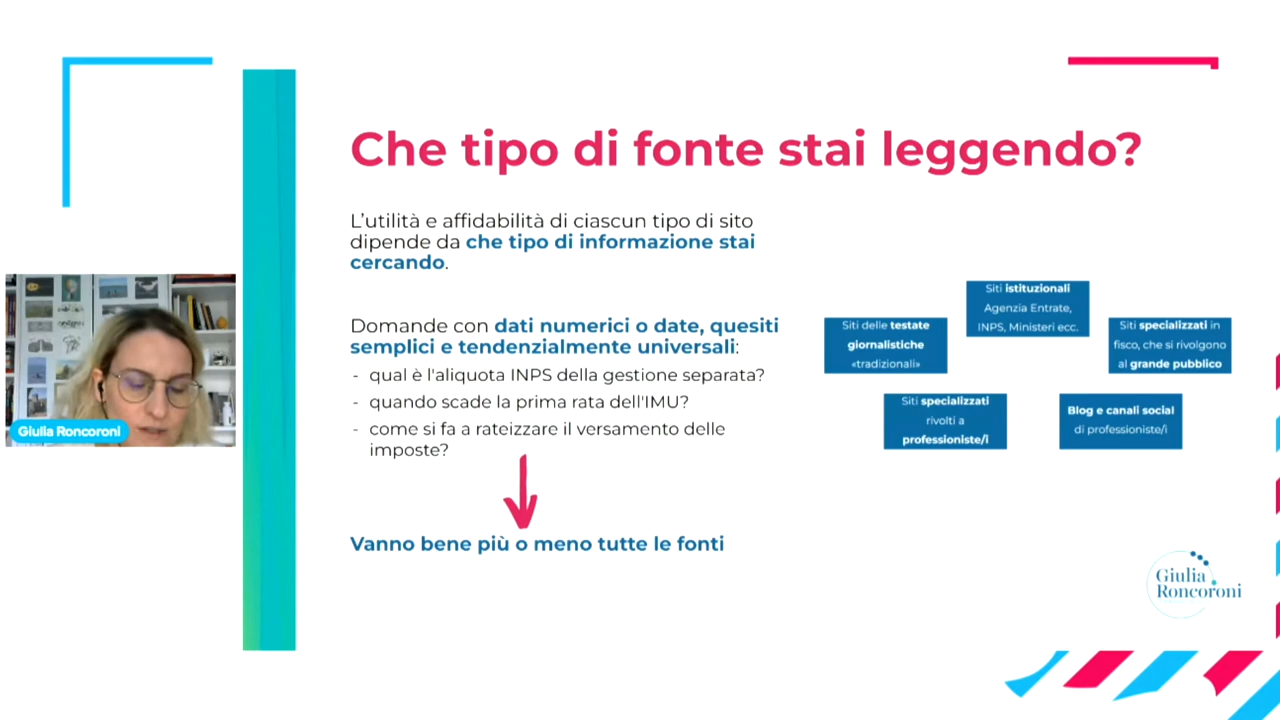 Che tipo di fonte stai leggendo?
L'utilità e affidabilità di ciascun tipo di sito
dipende da che tipo di informazione stai
cercando.
Domande con dati numerici o date, quesiti
semplici e tendenzialmente universali:
- qual è l'aliquota INPS della gestione separata?
- quando scade la prima rata dell'IMU?
- come si fa a rateizzare il versamento delle
imposte?
Vanno bene più o meno tutte le fonti
Siti istituzionali
Agenzia Entrate,
INPS, Ministeri ecc.
Siti delle testate
giornalistiche
«tradizionali»
Siti specializzati in
fisco, che si rivolgono
al grande pubblico
Siti specializzati
rivolti a
professioniste/i
Blog e canali social
di professioniste/i
Giulia Roncoroni
Giulia
Roncoroni